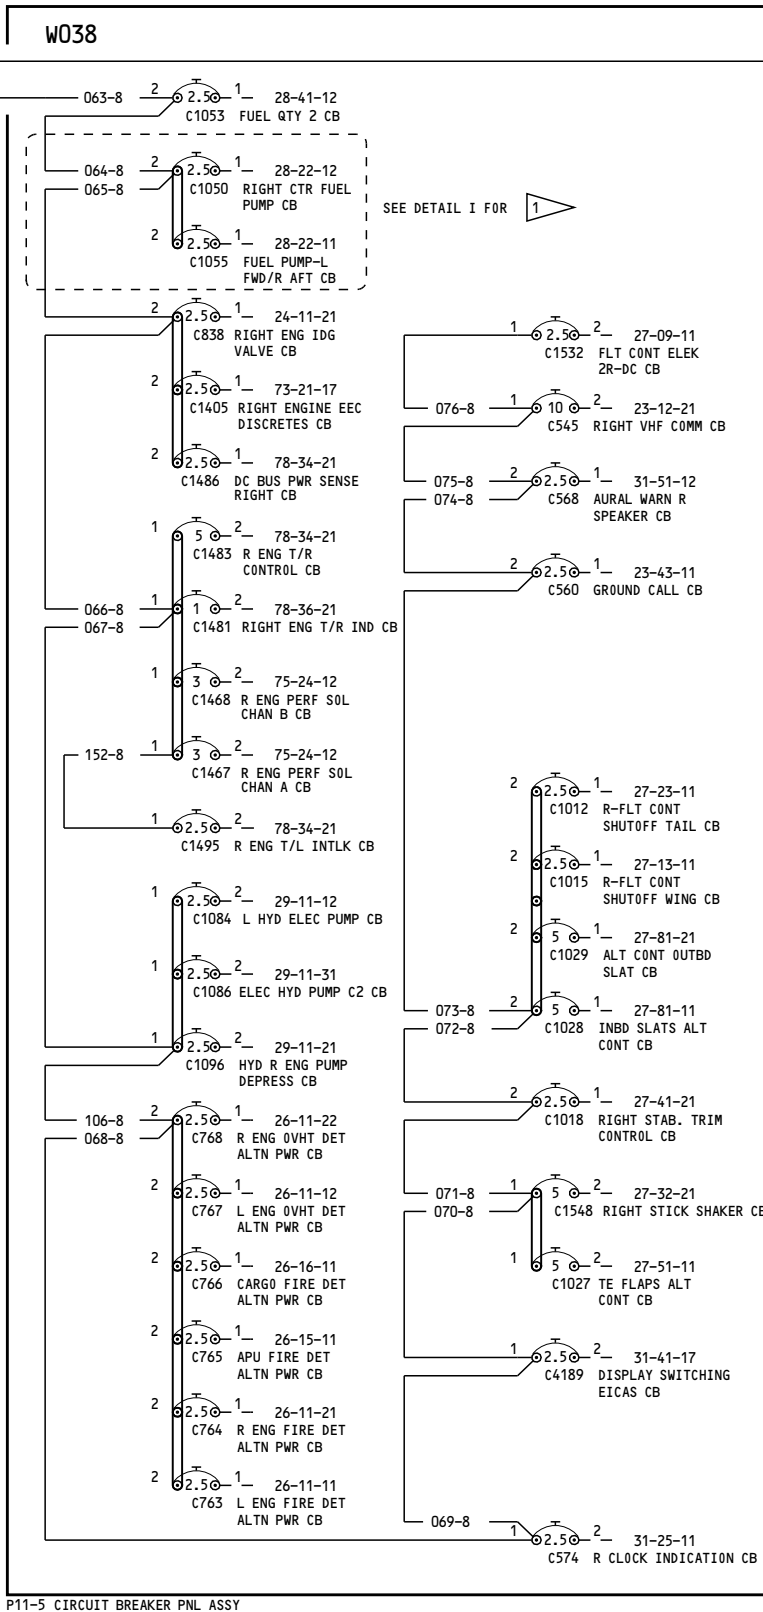 W038
063-8 2 2.5 1 28-41-12
C1053 FUEL QTY 2 CB
064-8 2 2.5 1 28-22-12
065-8
C1050 RIGHT CTR FUEL
PUMP CB
SEE DETAIL I FOR 1
2 2.5 1 28-22-11
C1055 FUEL PUMP-L
FWD/R AFT CB
2 2.5 1 24-11-21
C838 RIGHT ENG IDG
VALVE CB
2 2.5 1 73-21-17
C1405 RIGHT ENGINE EEC
DISCRETES CB
2 2.5 1 78-34-21
C1486 DC BUS PWR SENSE
RIGHT CB
1 5 2 78-34-21
C1483 R ENG T/R
CONTROL CB
066-8 1 1 2 78-36-21
067-8
C1481 RIGHT ENG T/R IND CB
1 3 2 75-24-12
C1468 R ENG PERF SOL
CHAN B CB
152-8 1 3 2 75-24-12
C1467 R ENG PERF SOL
CHAN A CB
1 2.5 2 78-34-21
C1495 R ENG T/L INTLK CB
1 2.5 2 29-11-12
C1084 L HYD ELEC PUMP CB
1 2.5 2 29-11-31
C1086 ELEC HYD PUMP C2 CB
1 2.5 2 29-11-21
C1096 HYD R ENG PUMP
DEPRESS CB
106-8 2 2.5 1 26-11-22
068-8
C768 R ENG OVHT DET
ALTN PWR CB
2 2.5 1 26-11-12
C767 L ENG OVHT DET
ALTN PWR CB
2 2.5 1 26-16-11
C766 CARGO FIRE DET
ALTN PWR CB
2 2.5 1 26-15-11
C765 APU FIRE DET
ALTN PWR CB
2 2.5 1 26-11-21
C764 R ENG FIRE DET
ALTN PWR CB
2 2.5 1 26-11-11
C763 L ENG FIRE DET
ALTN PWR CB
1 2.5 2 27-09-11
C1532 FLT CONT ELEK
2R-DC CB
076-8 1 10 2 23-12-21
C545 RIGHT VHF COMM CB
075-8 2 2.5 1 31-51-12
074-8
C568 AURAL WARN R
SPEAKER CB
2 2.5 1 23-43-11
C560 GROUND CALL CB
2 2.5 1 27-23-11
C1012 R-FLT CONT
SHUTOFF TAIL CB
2 2.5 1 27-13-11
C1015 R-FLT CONT
SHUTOFF WING CB
2 5 1 27-81-21
C1029 ALT CONT OUTBD
SLAT CB
073-8 2 5 1 27-81-11
072-8
C1028 INBD SLATS ALT
CONT CB
2 2.5 1 27-41-21
C1018 RIGHT STAB. TRIM
CONTROL CB
071-8 1 5 2 27-32-21
070-8
C1548 RIGHT STICK SHAKER CB
1 5 2 27-51-11
C1027 TE FLAPS ALT
CONT CB
1 2.5 2 31-41-17
C4189 DISPLAY SWITCHING
EICAS CB
069-8
1 2.5 2 31-25-11
C574 R CLOCK INDICATION CB
P11-5 CIRCUIT BREAKER PNL ASSY